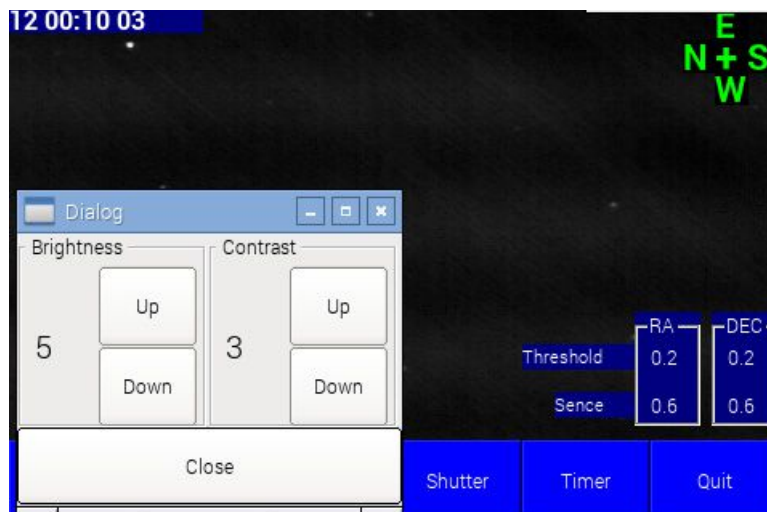 12 00:10 03
E
N + S
W
Dialog
Brightness Contrast
Up Up
5 3
Down Down
RA DEC
Threshold 0.2 0.2
Sence 0.6 0.6
Close
Shutter Timer Quit